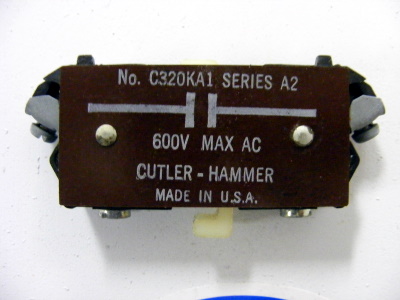 No. C320KA1 SERIES A2
600V MAX AC
CUTLER-HAMMER
MADE IN U.S.A.